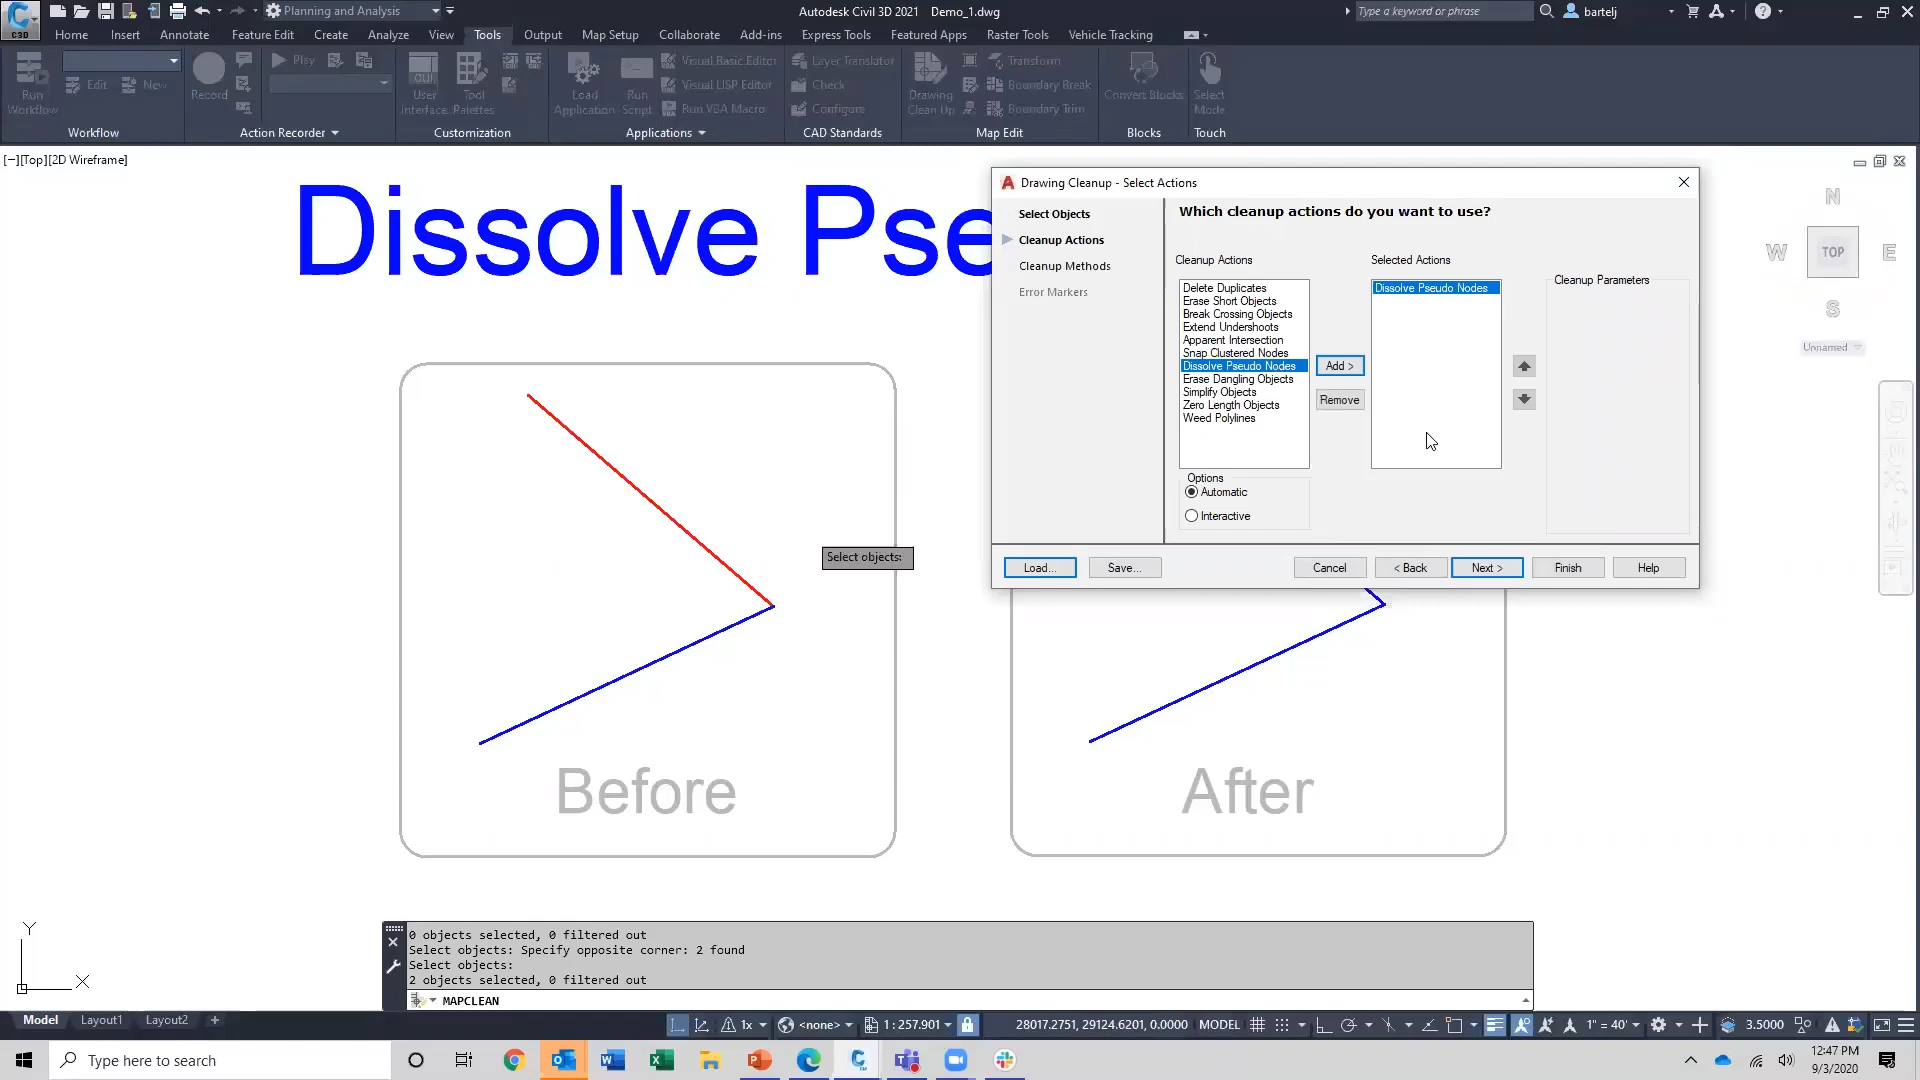 C3D
Planning and Analysis
Autodesk Civil 3D 2021 Demo_1.dwg
Type a keyword or phrase
bartelj
Home Insert Annotate Feature Edit Create Analyze View Tools Output Map Setup Collaborate Add-ins Express Tools Featured Apps Raster Tools Vehicle Tracking
Run Workflow
Edit New
Workflow
Record
Play
Action Recorder
User Interface
Tool Palettes
Customization
Load Application
Run Script
Visual Basic Editor
Visual LISP Editor
Run VBA Macro
Applications
Layer Translator
Check
Configure
CAD Standards
Drawing Clean Up
Transform
Boundary Break
Boundary Trim
Map Edit
Convert Blocks
Blocks
Select Mode
Touch
[−][Top][2D Wireframe]
Dissolve Pse
N
W TOP E
S
Unnamed
Drawing Cleanup - Select Actions
Select Objects
Cleanup Actions
Cleanup Methods
Error Markers
Which cleanup actions do you want to use?
Cleanup Actions
Delete Duplicates
Erase Short Objects
Break Crossing Objects
Extend Undershoots
Apparent Intersection
Snap Clustered Nodes
Dissolve Pseudo Nodes
Erase Dangling Objects
Simplify Objects
Zero Length Objects
Weed Polylines
Add >
Remove
Selected Actions
Dissolve Pseudo Nodes
Cleanup Parameters
Options
Automatic
Interactive
Load... Save... Cancel < Back Next > Finish Help
Select objects:
Before
After
Y
X
0 objects selected, 0 filtered out
Select objects: Specify opposite corner: 2 found
Select objects:
2 objects selected, 0 filtered out
MAPCLEAN
Model Layout1 Layout2 +
1x <none> 1 : 257.901 28017.2751, 29124.6201, 0.0000 MODEL 1" = 40' 3.5000
Type here to search
12:47 PM
9/3/2020